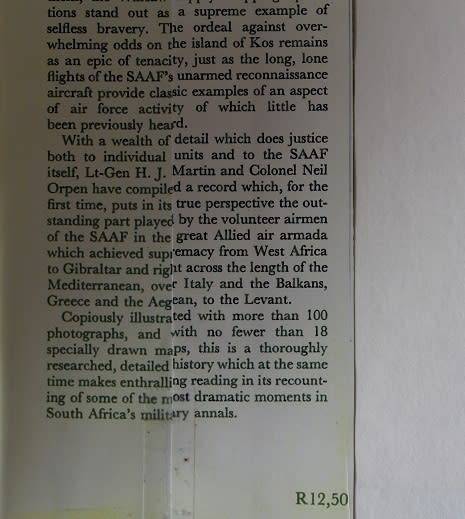 tions stand out as a supreme example of
selfless bravery. The ordeal against over-
whelming odds on the island of Kos remains
as an epic of tenacity, just as the long, lone
flights of the SAAF's unarmed reconnaissance
aircraft provide classic examples of an aspect
of air force activity of which little has
been previously heard.
With a wealth of detail which does justice
both to individual units and to the SAAF
itself, Lt-Gen H. J. Martin and Colonel Neil
Orpen have compiled a record which, for the
first time, puts in its true perspective the out-
standing part played by the volunteer airmen
of the SAAF in the great Allied air armada
which achieved supremacy from West Africa
to Gibraltar and right across the length of the
Mediterranean, over Italy and the Balkans,
Greece and the Aegean, to the Levant.
Copiously illustrated with more than 100
photographs, and with no fewer than 18
specially drawn maps, this is a thoroughly
researched, detailed history which at the same
time makes enthralling reading in its recount-
ing of some of the most dramatic moments in
South Africa's military annals.
R12,50